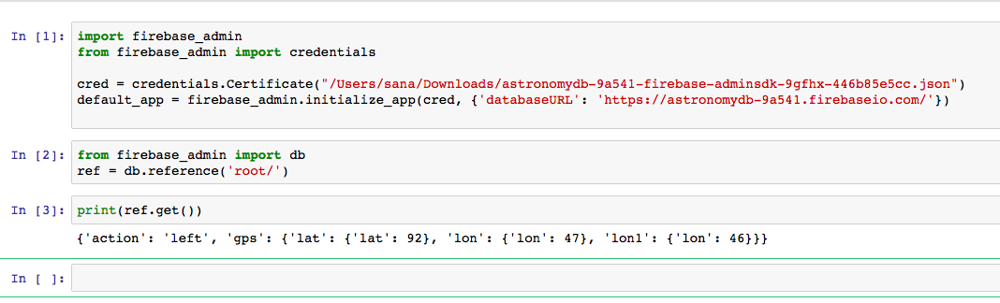 In [1]: import firebase_admin
from firebase_admin import credentials
cred = credentials.Certificate("/Users/sana/Downloads/astronomydb-9a541-firebase-adminsdk-9gfhx-446b85e5cc.json")
default_app = firebase_admin.initialize_app(cred, {'databaseURL': 'https://astronomydb-9a541.firebaseio.com/'})
In [2]: from firebase_admin import db
ref = db.reference('root/')
In [3]: print(ref.get())
{'action': 'left', 'gps': {'lat': {'lat': 92}, 'lon': {'lon': 47}, 'lon1': {'lon': 46}}}
In [ ]: